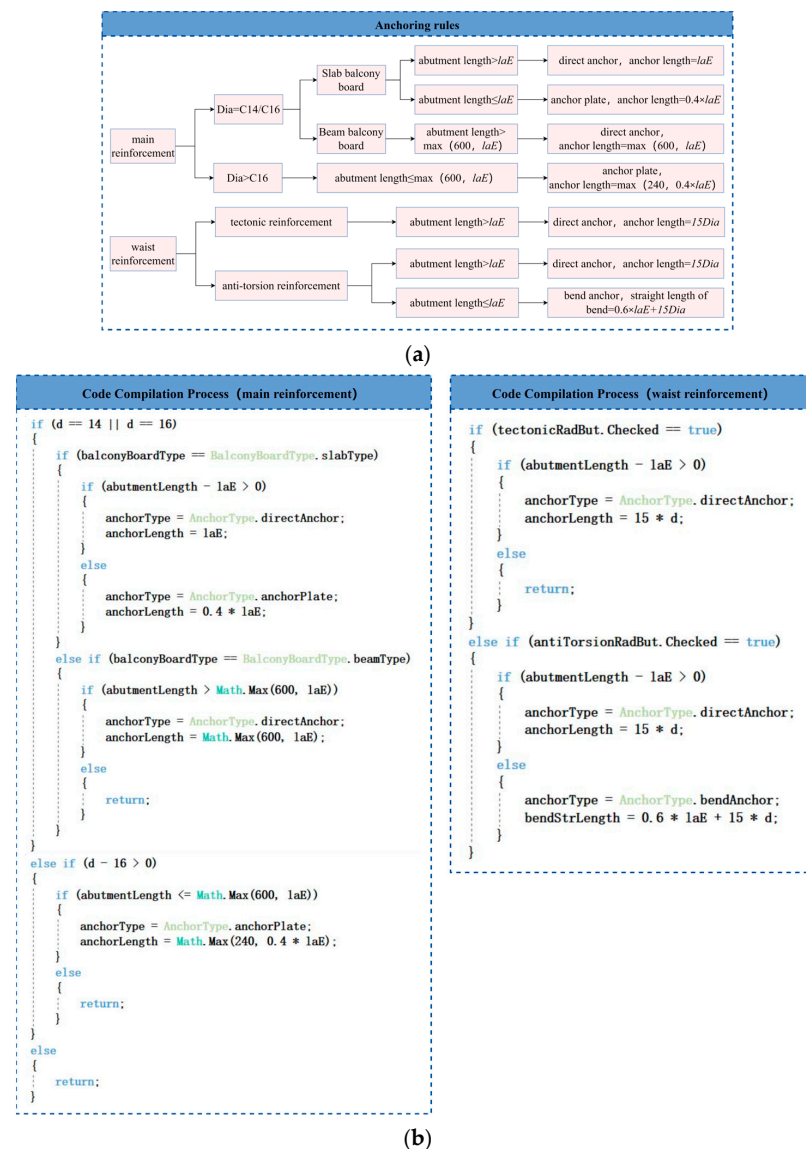 Anchoring rules
main
reinforcement
Dia=C14/C16
Slab balcony
board
abutment length>laE
direct anchor, anchor length=laE
abutment length≤laE
anchor plate, anchor length=0.4×laE
Beam balcony
board
abutment length>
max (600, laE)
direct anchor,
anchor length=max (600, laE)
Dia>C16
abutment length≤max (600, laE)
anchor plate,
anchor length=max (240, 0.4×laE)
waist
reinforcement
tectonic reinforcement
abutment length>laE
direct anchor, anchor length=15Dia
anti-torsion reinforcement
abutment length>laE
direct anchor, anchor length=15Dia
abutment length≤laE
bend anchor, straight length of
bend=0.6×laE+15Dia
(a)
Code Compilation Process (main reinforcement)
if (d == 14 || d == 16)
{
if (balconyBoardType == BalconyBoardType.slabType)
{
if (abutmentLength - laE > 0)
{
anchorType = AnchorType.directAnchor;
anchorLength = laE;
}
else
{
anchorType = AnchorType.anchorPlate;
anchorLength = 0.4 * laE;
}
}
else if (balconyBoardType == BalconyBoardType.beamType)
{
if (abutmentLength > Math.Max(600, laE))
{
anchorType = AnchorType.directAnchor;
anchorLength = Math.Max(600, laE);
}
else
{
return;
}
}
}
else if (d - 16 > 0)
{
if (abutmentLength <= Math.Max(600, laE))
{
anchorType = AnchorType.anchorPlate;
anchorLength = Math.Max(240, 0.4 * laE);
}
else
{
return;
}
}
else
{
return;
}
Code Compilation Process (waist reinforcement)
if (tectonicRadBut.Checked == true)
{
if (abutmentLength - laE > 0)
{
anchorType = AnchorType.directAnchor;
anchorLength = 15 * d;
}
else
{
return;
}
}
else if (antiTorsionRadBut.Checked == true)
{
if (abutmentLength - laE > 0)
{
anchorType = AnchorType.directAnchor;
anchorLength = 15 * d;
}
else
{
anchorType = AnchorType.bendAnchor;
bendStrLength = 0.6 * laE + 15 * d;
}
}
(b)